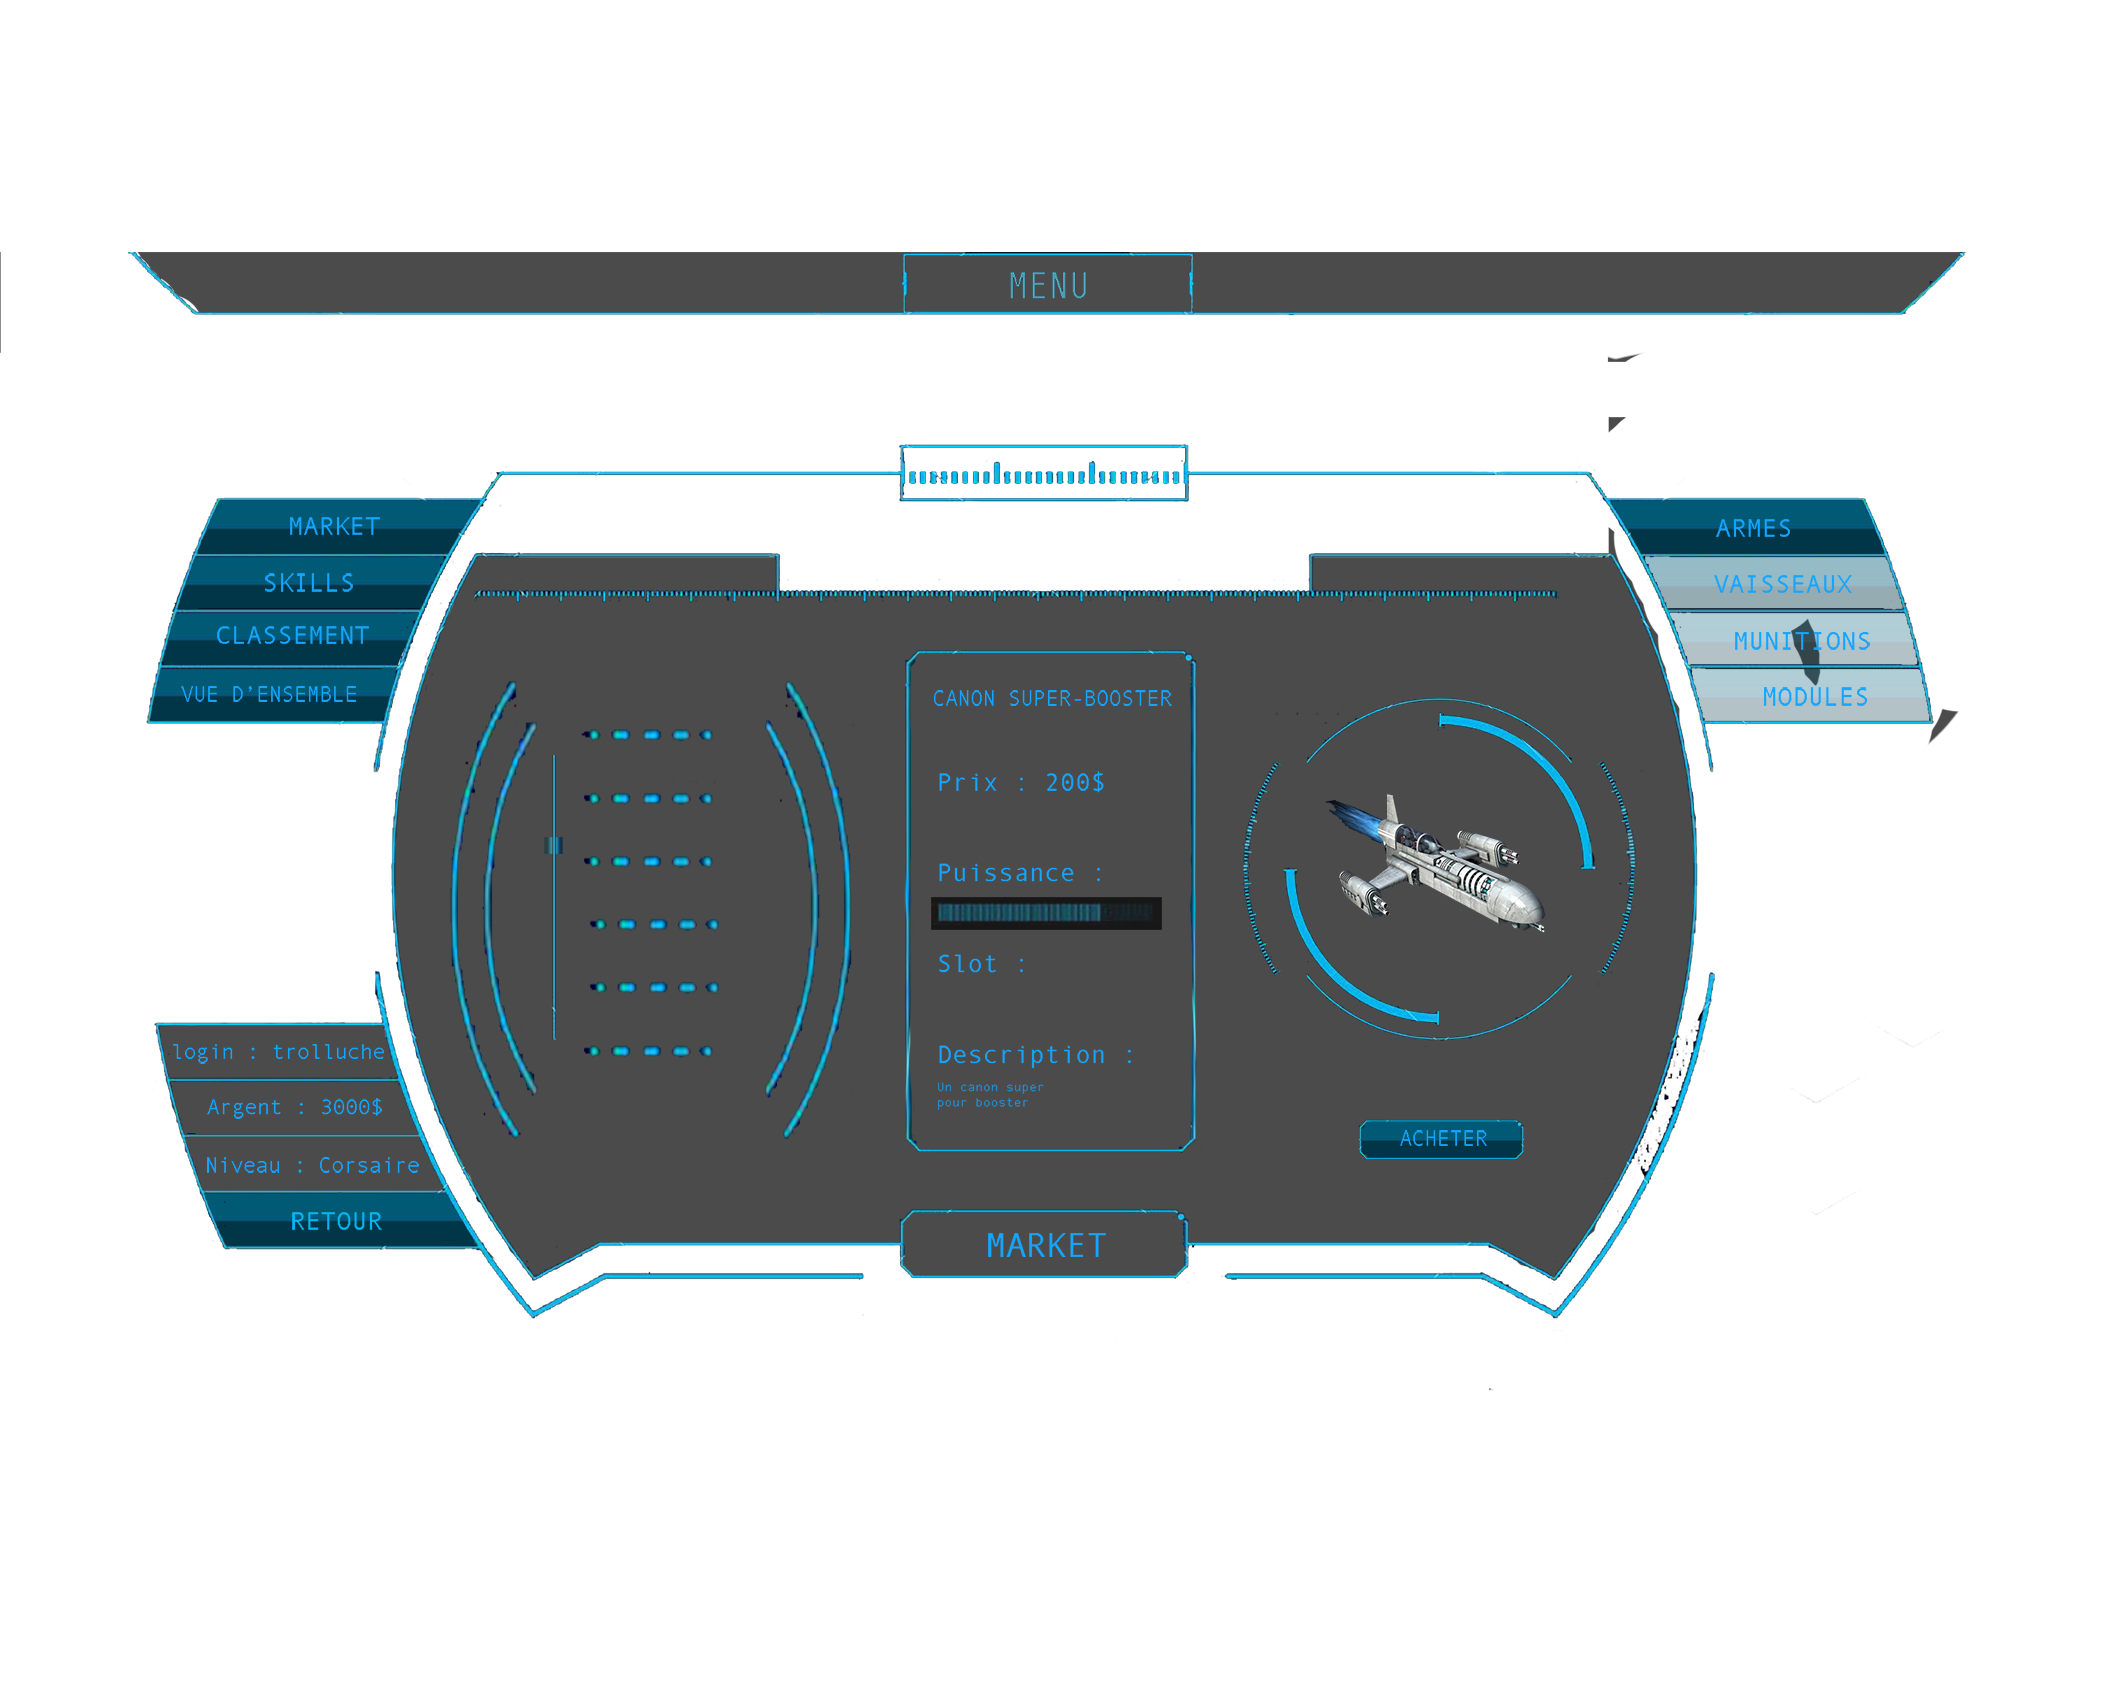 MENU
MARKET
SKILLS
CLASSEMENT
VUE D'ENSEMBLE
ARMES
VAISSEAUX
MUNITIONS
MODULES
CANON SUPER-BOOSTER
Prix : 200$
Puissance :
Slot :
Description :
Un canon super
pour booster
login : trolluche
Argent : 3000$
Niveau : Corsaire
RETOUR
ACHETER
MARKET